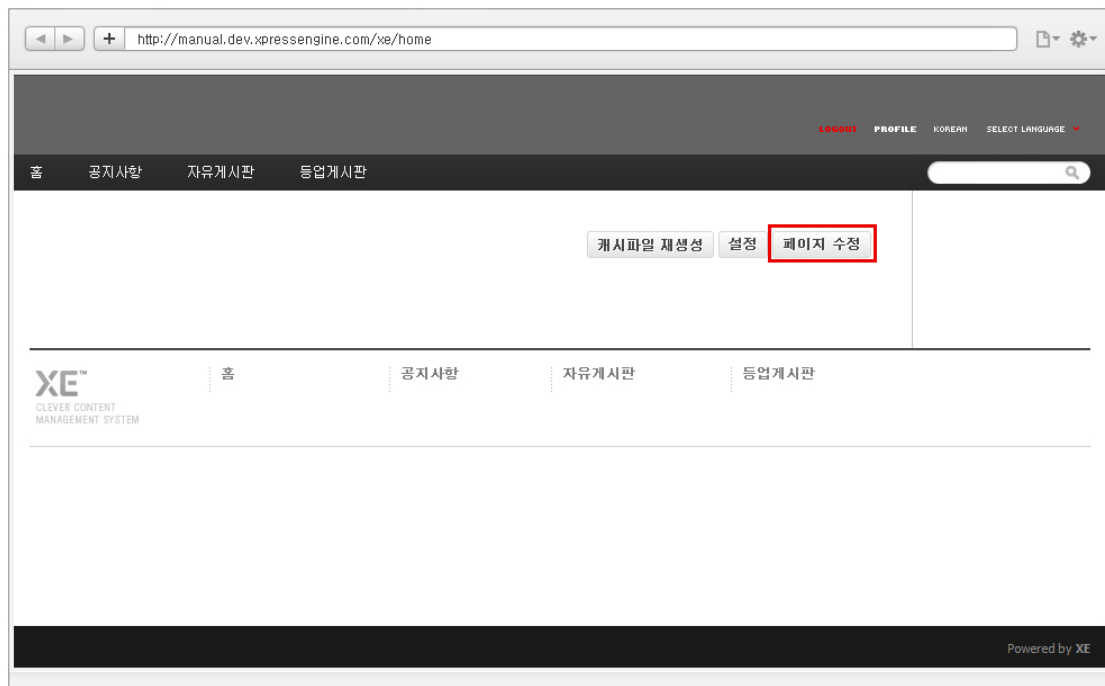 http://manual.dev.xpressengine.com/xe/home
LOGOUT PROFILE KOREAN SELECT LANGUAGE
홈 공지사항 자유게시판 등업게시판
캐시파일 재생성 설정 페이지 수정
XE™ 홈 공지사항 자유게시판 등업게시판
CLEVER CONTENT
MANAGEMENT SYSTEM
Powered by XE